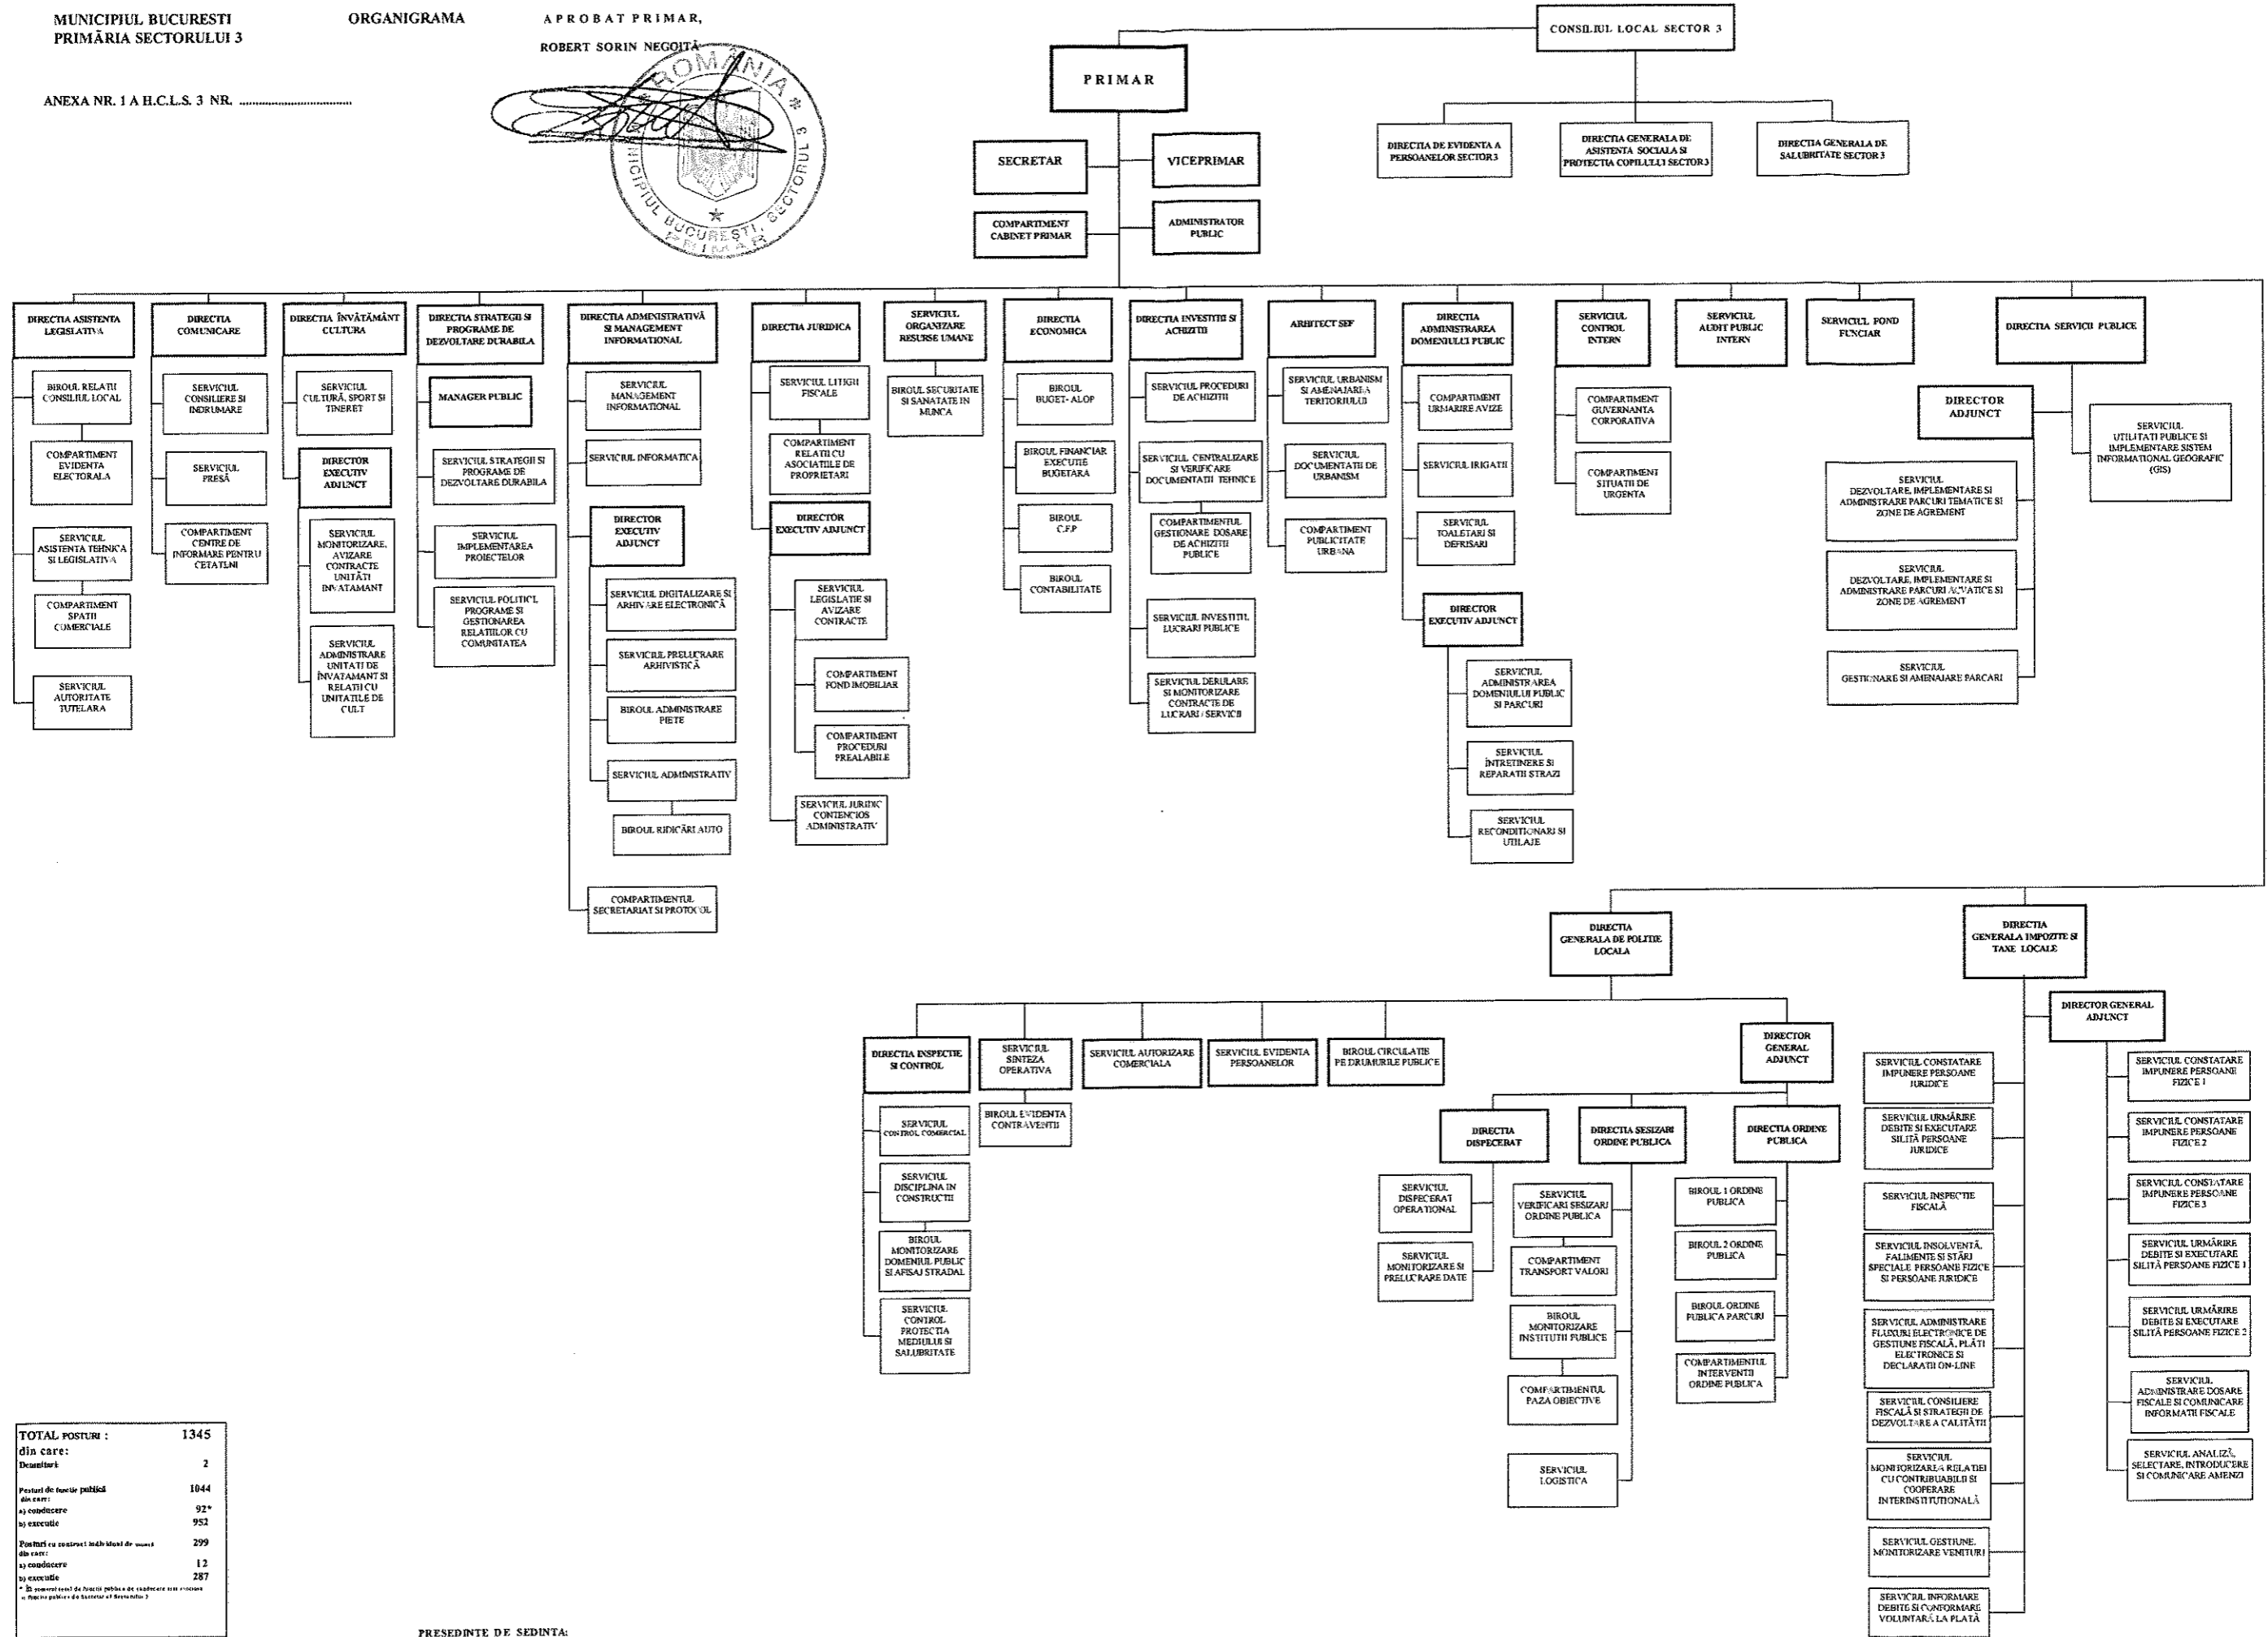 MUNICIPIUL BUCURESTI
PRIMĂRIA SECTORULUI 3
ORGANIGRAMA
APROBAT PRIMAR,
ROBERT SORIN NEGOIȚĂ
ANEXA NR. 1 A H.C.L.S. 3 NR. ................................
* ROMÂNIA *
MUNICIPIUL BUCUREȘTI, SECTORUL 3
PRIMAR
CONSILIUL LOCAL SECTOR 3
PRIMAR
DIRECTIA DE EVIDENTA A
PERSOANELOR SECTOR 3
DIRECTIA GENERALA DE
ASISTENTA SOCIALA SI
PROTECTIA COPILULUI SECTOR 3
DIRECTIA GENERALA DE
SALUBRITATE SECTOR 3
SECRETAR
VICEPRIMAR
COMPARTIMENT
CABINET PRIMAR
ADMINISTRATOR
PUBLIC
DIRECTIA ASISTENTA
LEGISLATIVA
BIROUL RELATII
CONSILIUL LOCAL
COMPARTIMENT
EVIDENTA
ELECTORALA
SERVICIUL
ASISTENTA TEHNICA
SI LEGISLATIVA
COMPARTIMENT
SPATII
COMERCIALE
SERVICIUL
AUTORITATE
TUTELARA
DIRECTIA
COMUNICARE
SERVICIUL
CONSILIERE SI
INDRUMARE
SERVICIUL
PRESĂ
COMPARTIMENT
CENTRE DE
INFORMARE PENTRU
CETATENI
DIRECTIA ÎNVĂTĂMÂNT
CULTURA
SERVICIUL
CULTURĂ, SPORT SI
TINERET
DIRECTOR
EXECUTIV
ADJUNCT
SERVICIUL
MONITORIZARE,
AVIZARE
CONTRACTE
UNITĂTI
INVATAMANT
SERVICIUL
ADMINISTRARE
UNITATI DE
ÎNVATAMANT SI
RELATII CU
UNITATILE DE
CULT
DIRECTIA STRATEGII SI
PROGRAME DE
DEZVOLTARE DURABILA
MANAGER PUBLIC
SERVICIUL STRATEGII SI
PROGRAME DE
DEZVOLTARE DURABILA
SERVICIUL
IMPLEMENTAREA
PROIECTELOR
SERVICIUL POLITICI,
PROGRAME SI
GESTIONAREA
RELATIILOR CU
COMUNITATEA
DIRECTIA ADMINISTRATIVĂ
SI MANAGEMENT
INFORMATIONAL
SERVICIUL
MANAGEMENT
INFORMATIONAL
SERVICIUL INFORMATICA
DIRECTOR
EXECUTIV
ADJUNCT
SERVICIUL DIGITALIZARE SI
ARHIVARE ELECTRONICĂ
SERVICIUL PRELUCRARE
ARHIVISTICĂ
BIROUL ADMINISTRARE
PIETE
SERVICIUL ADMINISTRATIV
BIROUL RIDICĂRI AUTO
COMPARTIMENTUL
SECRETARIAT SI PROTOCOL
DIRECTIA JURIDICA
SERVICIUL LITIGII
FISCALE
COMPARTIMENT
RELATII CU
ASOCIATIILE DE
PROPRIETARI
DIRECTOR
EXECUTIV ADJUNCT
SERVICIUL
LEGISLATIE SI
AVIZARE
CONTRACTE
COMPARTIMENT
FOND IMOBILIAR
COMPARTIMENT
PROCEDURI
PREALABILE
SERVICIUL JURIDIC
CONTENCIOS
ADMINISTRATIV
SERVICIUL
ORGANIZARE
RESURSE UMANE
BIROUL SECURITATE
SI SANATATE IN
MUNCA
DIRECTIA
ECONOMICA
BIROUL
BUGET- ALOP
BIROUL FINANCIAR
EXECUTIE
BUGETARA
BIROUL
C.F.P
BIROUL
CONTABILITATE
DIRECTIA INVESTITII SI
ACHIZITII
SERVICIUL PROCEDURI
DE ACHIZITII
SERVICIUL CENTRALIZARE
SI VERIFICARE
DOCUMENTATII TEHNICE
COMPARTIMENTUL
GESTIONARE DOSARE
DE ACHIZITII
PUBLICE
SERVICIUL INVESTITII,
LUCRARI PUBLICE
SERVICIUL DERULARE
SI MONITORIZARE
CONTRACTE DE
LUCRARI / SERVICII
ARHITECT SEF
SERVICIUL URBANISM
SI AMENAJAREA
TERITORIULUI
SERVICIUL
DOCUMENTATII DE
URBANISM
COMPARTIMENT
PUBLICITATE
URBANA
DIRECTIA
ADMINISTRAREA
DOMENIULUI PUBLIC
COMPARTIMENT
URMARIRE AVIZE
SERVICIUL IRIGATII
SERVICIUL
TOALETARI SI
DEFRISARI
DIRECTOR
EXECUTIV ADJUNCT
SERVICIUL
ADMINISTRAREA
DOMENIULUI PUBLIC
SI PARCURI
SERVICIUL
ÎNTRETINERE SI
REPARATII STRAZI
SERVICIUL
RECONDITIONARI SI
UTILAJE
SERVICIUL
CONTROL
INTERN
COMPARTIMENT
GUVERNANTA
CORPORATIVA
COMPARTIMENT
SITUATII DE
URGENTA
SERVICIUL
AUDIT PUBLIC
INTERN
SERVICIUL FOND
FUNCIAR
DIRECTIA SERVICII PUBLICE
DIRECTOR
ADJUNCT
SERVICIUL
UTILITATI PUBLICE SI
IMPLEMENTARE SISTEM
INFORMATIONAL GEOGRAFIC
(GIS)
SERVICIUL
DEZVOLTARE, IMPLEMENTARE SI
ADMINISTRARE PARCURI TEMATICE SI
ZONE DE AGREMENT
SERVICIUL
DEZVOLTARE, IMPLEMENTARE SI
ADMINISTRARE PARCURI ACVATICE SI
ZONE DE AGREMENT
SERVICIUL
GESTIONARE SI AMENAJARE PARCARI
DIRECTIA
GENERALA DE POLITIE
LOCALA
DIRECTIA INSPECTIE
SI CONTROL
SERVICIUL
CONTROL COMERCIAL
SERVICIUL
DISCIPLINA IN
CONSTRUCTII
BIROUL
MONITORIZARE
DOMENIUL PUBLIC
SI AFISAJ STRADAL
SERVICIUL
CONTROL
PROTECTIA
MEDIULUI SI
SALUBRITATE
SERVICIUL
SINTEZA
OPERATIVA
BIROUL EVIDENTA
CONTRAVENTII
SERVICIUL AUTORIZARE
COMERCIALA
SERVICIUL EVIDENTA
PERSOANELOR
BIROUL CIRCULATIE
PE DRUMURILE PUBLICE
DIRECTOR
GENERAL
ADJUNCT
DIRECTIA
DISPECERAT
SERVICIUL
DISPECERAT
OPERATIONAL
SERVICIUL
MONITORIZARE SI
PRELUCRARE DATE
DIRECTIA SESIZARI
ORDINE PUBLICA
SERVICIUL
VERIFICARI SESIZARI
ORDINE PUBLICA
COMPARTIMENT
TRANSPORT VALORI
BIROUL
MONITORIZARE
INSTITUTII PUBLICE
COMPARTIMENTUL
PAZA OBIECTIVE
SERVICIUL
LOGISTICA
DIRECTIA ORDINE
PUBLICA
BIROUL 1 ORDINE
PUBLICA
BIROUL 2 ORDINE
PUBLICA
BIROUL ORDINE
PUBLICA PARCURI
COMPARTIMENTUL
INTERVENTII
ORDINE PUBLICA
DIRECTIA
GENERALA IMPOZITE SI
TAXE LOCALE
DIRECTOR GENERAL
ADJUNCT
SERVICIUL CONSTATARE
IMPUNERE PERSOANE
JURIDICE
SERVICIUL URMĂRIRE
DEBITE SI EXECUTARE
SILITĂ PERSOANE
JURIDICE
SERVICIUL INSPECTIE
FISCALĂ
SERVICIUL INSOLVENTĂ,
FALIMENTE SI STĂRI
SPECIALE PERSOANE FIZICE
SI PERSOANE JURIDICE
SERVICIUL ADMINISTRARE
FLUXURI ELECTRONICE DE
GESTIUNE FISCALĂ, PLĂTI
ELECTRONICE SI
DECLARATII ON-LINE
SERVICIUL CONSILIERE
FISCALĂ SI STRATEGII DE
DEZVOLTARE A CALITĂTII
SERVICIUL
MONITORIZAREA RELATIEI
CU CONTRIBUABILII SI
COOPERARE
INTERINSTITUTIONALĂ
SERVICIUL GESTIUNE,
MONITORIZARE VENITURI
SERVICIUL INFORMARE
DEBITE SI CONFORMARE
VOLUNTARĂ LA PLATĂ
SERVICIUL CONSTATARE
IMPUNERE PERSOANE
FIZICE 1
SERVICIUL CONSTATARE
IMPUNERE PERSOANE
FIZICE 2
SERVICIUL CONSTATARE
IMPUNERE PERSOANE
FIZICE 3
SERVICIUL URMĂRIRE
DEBITE SI EXECUTARE
SILITĂ PERSOANE FIZICE 1
SERVICIUL URMĂRIRE
DEBITE SI EXECUTARE
SILITĂ PERSOANE FIZICE 2
SERVICIUL
ADMINISTRARE DOSARE
FISCALE SI COMUNICARE
INFORMATII FISCALE
SERVICIUL ANALIZĂ,
SELECTARE, INTRODUCERE
SI COMUNICARE AMENZI
TOTAL POSTURI : 1345
din care:
Demnitari: 2
Posturi de functie publică 1044
din care:
a) conducere 92*
b) executie 952
Posturi cu contract individual de muncă 299
din care:
a) conducere 12
b) executie 287
PRESEDINTE DE SEDINTA: